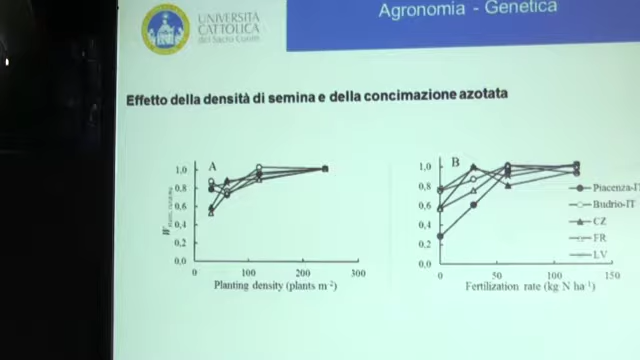 UNIVERSITÀ
CATTOLICA
del Sacro Cuore
Agronomia - Genetica
Effetto della densità di semina e della concimazione azotata
A
1,0
0,8
0,6
0,4
0,2
0,0
0
100
200
300
Planting density (plants m-2)
B
1,0
0,8
0,6
0,4
0,2
0,0
0
50
100
150
Fertilization rate (kg N ha-1)
Piacenza-IT
Budrio-IT
CZ
FR
LV